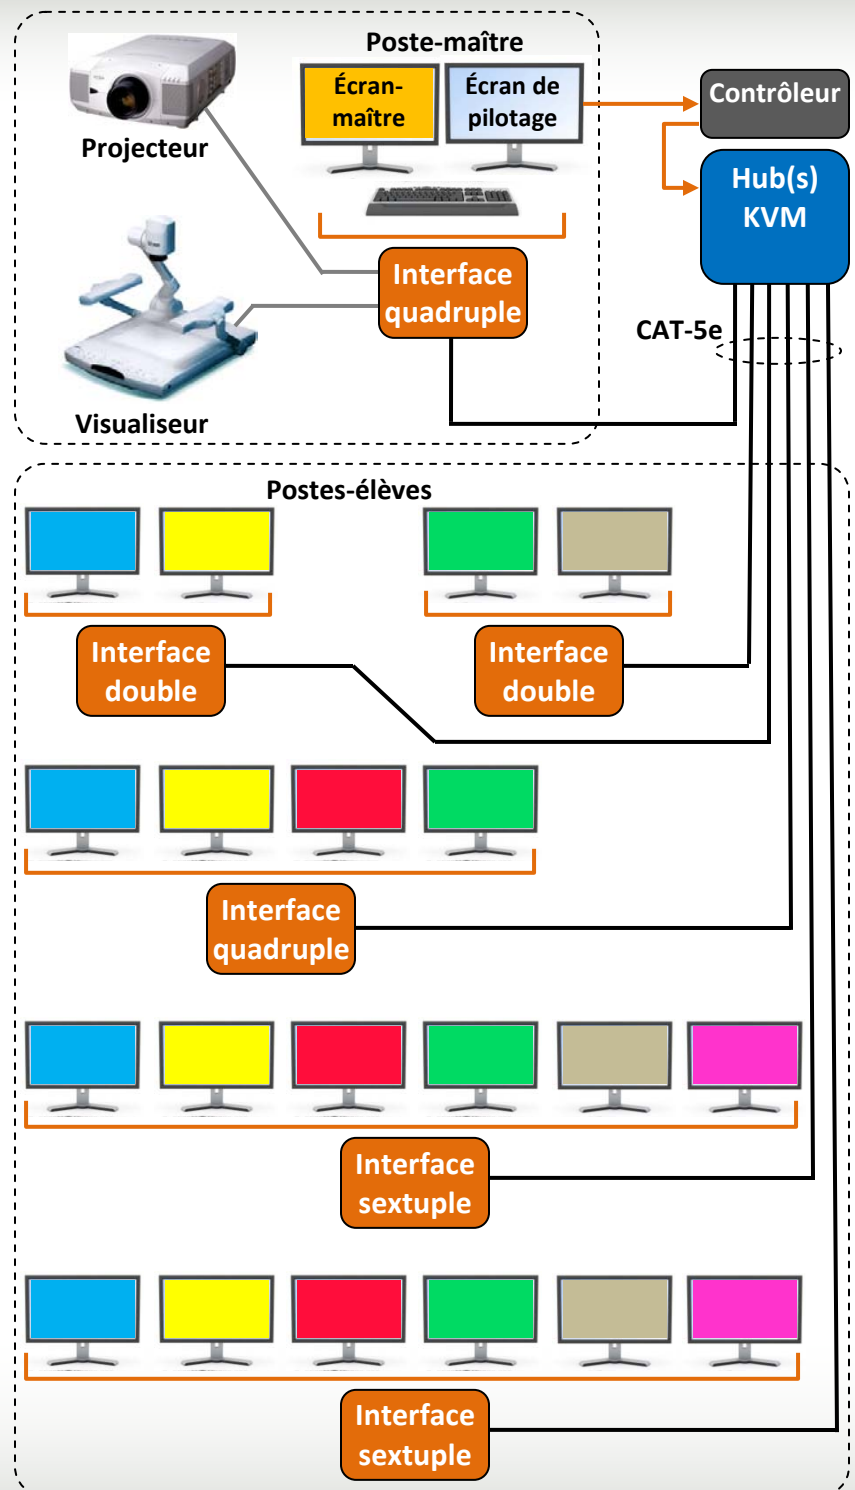 Poste-maître
Écran-
maître
Écran de
pilotage
Contrôleur
Projecteur
Hub(s)
KVM
Interface
quadruple
CAT-5e
Visualiseur
Postes-élèves
Interface
double
Interface
double
Interface
quadruple
Interface
sextuple
Interface
sextuple